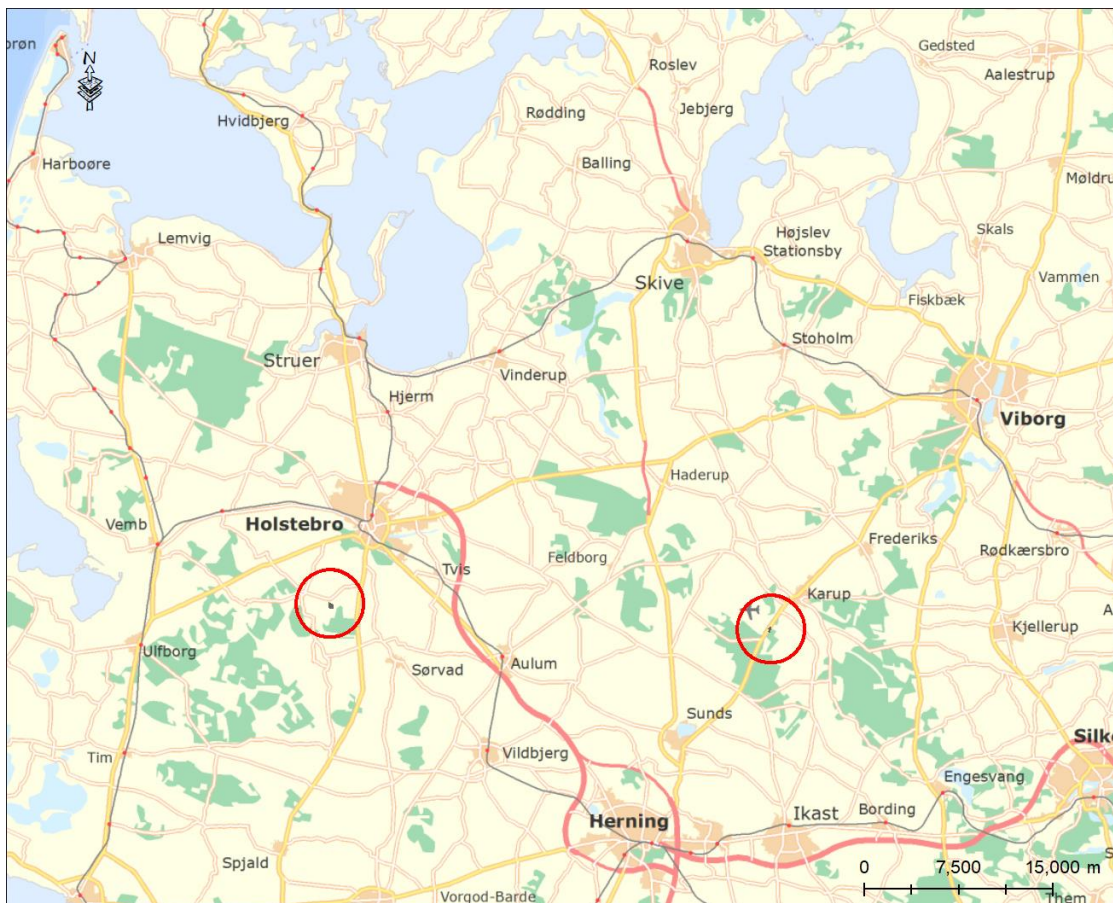 N
Roslev
Gedsted
Aalestrup
Hvidbjerg
Rødding
Jebjerg
Harboøre
Balling
Møldru
Lemvig
Højslev
Stationsby
Skals
Skive
Vammen
Fiskbæk
Struer
Vinderup
Stoholm
Hjerm
Viborg
Haderup
Vemb
Holstebro
Frederiks
Rødkærsbro
Tvis
Feldborg
Karup
Kjellerup
Ulfborg
Sørvad
Aulum
Sunds
Tim
Vildbjerg
Silke
Engesvang
Herning
Ikast
Bording
Spjald
0 7,500 15,000 m
Vorgod-Barde
Them